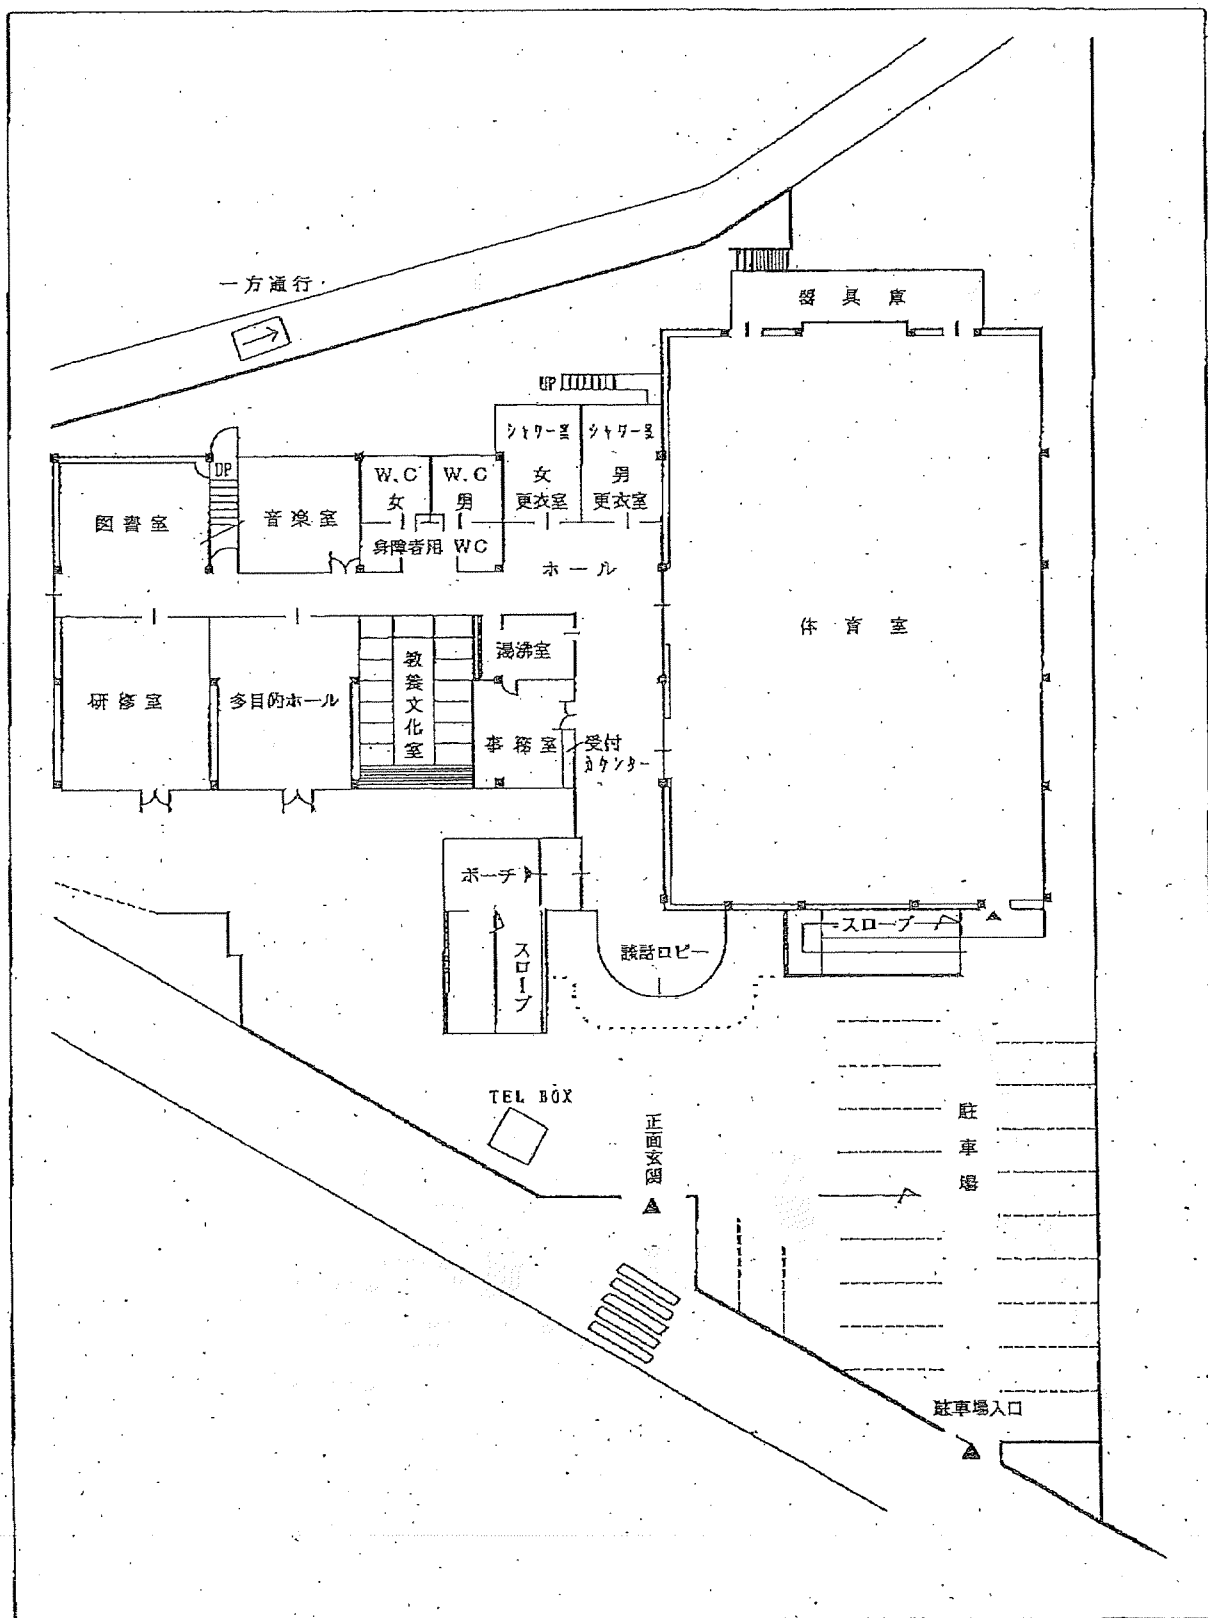 一方通行
器具庫
UP
シャワー室
シャワー室
女
更衣室
男
更衣室
UP
W.C
女
W.C
男
図書室
音楽室
身障者用 WC
ホール
体育室
研修室
多目的ホール
教養文化室
湯沸室
事務室
受付
カウンター
ポーチ
スロープ
談話ロビー
スロープ
TEL BOX
正面玄関
駐車場
駐車場入口